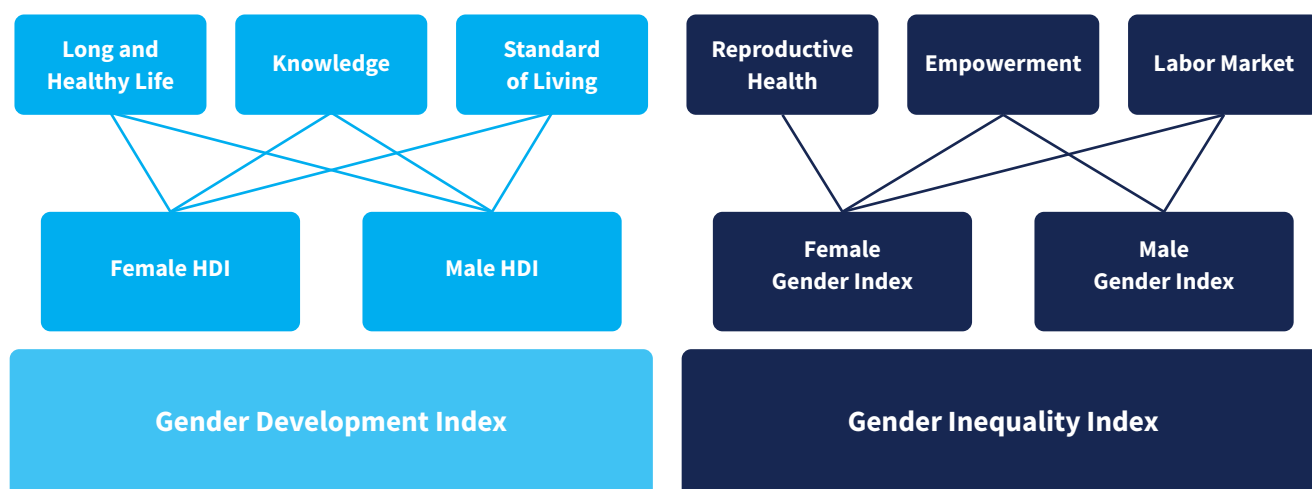 Long and
Healthy Life
Knowledge
Standard
of Living
Female HDI
Male HDI
Gender Development Index
Reproductive
Health
Empowerment
Labor Market
Female
Gender Index
Male
Gender Index
Gender Inequality Index